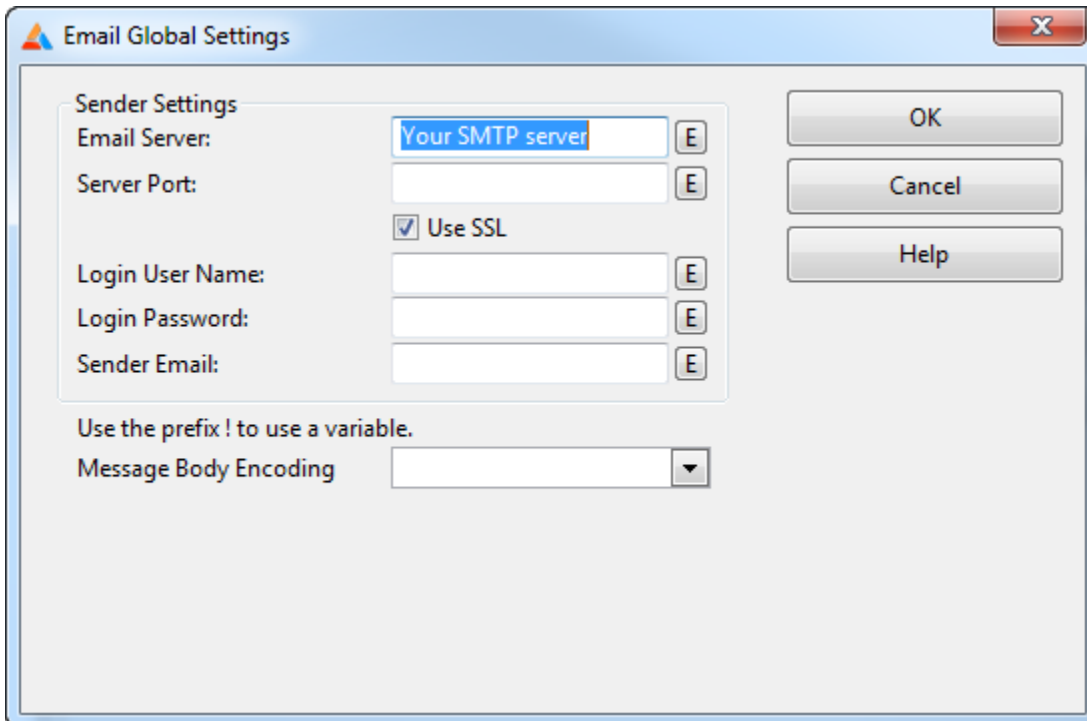 Email Global Settings
Sender Settings
Email Server: Your SMTP server E
Server Port: E
Use SSL
Login User Name: E
Login Password: E
Sender Email: E
Use the prefix ! to use a variable.
Message Body Encoding
OK
Cancel
Help